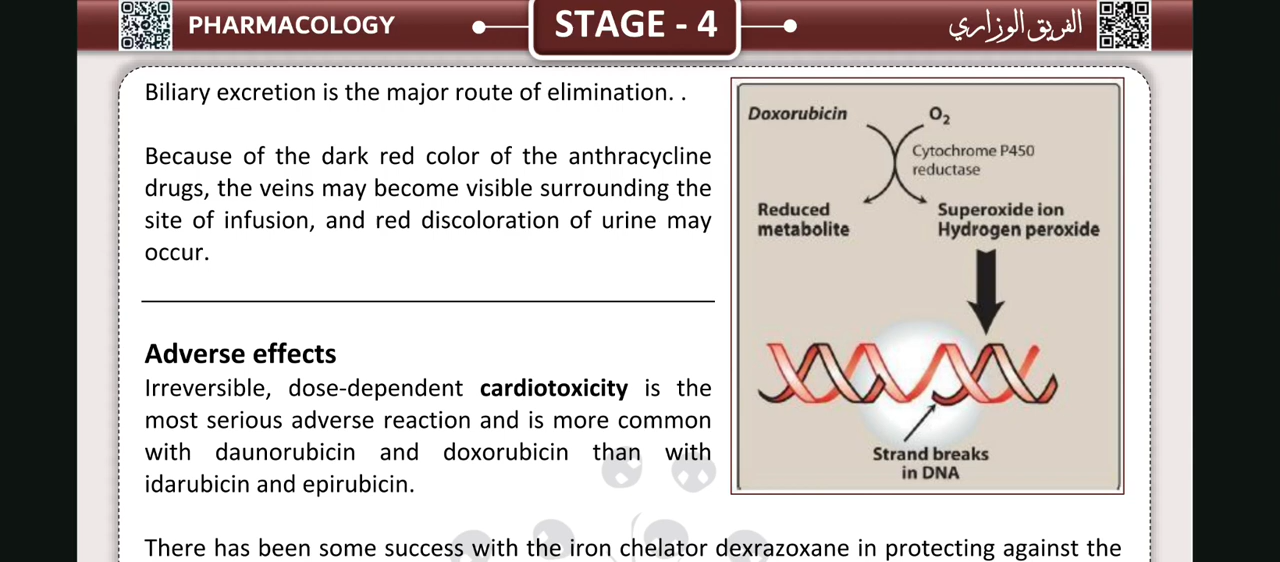 PHARMACOLOGY
STAGE - 4
الفريق الوزاري
Biliary excretion is the major route of elimination. .
Because of the dark red color of the anthracycline
drugs, the veins may become visible surrounding the
site of infusion, and red discoloration of urine may
occur.
Adverse effects
Irreversible, dose-dependent cardiotoxicity is the
most serious adverse reaction and is more common
with daunorubicin and doxorubicin than with
idarubicin and epirubicin.
There has been some success with the iron chelator dexrazoxane in protecting against the
Doxorubicin
O₂
Cytochrome P450
reductase
Reduced
metabolite
Superoxide ion
Hydrogen peroxide
Strand breaks
in DNA